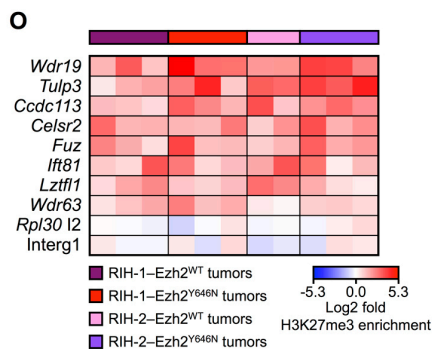 O
Wdr19
Tulp3
Ccdc113
Celsr2
Fuz
Ift81
Lztfl1
Wdr63
Rpl30 I2
Interg1
RIH-1–Ezh2WT tumors
RIH-1–Ezh2Y646N tumors
RIH-2–Ezh2WT tumors
RIH-2–Ezh2Y646N tumors
-5.3 0.0 5.3
Log2 fold
H3K27me3 enrichment